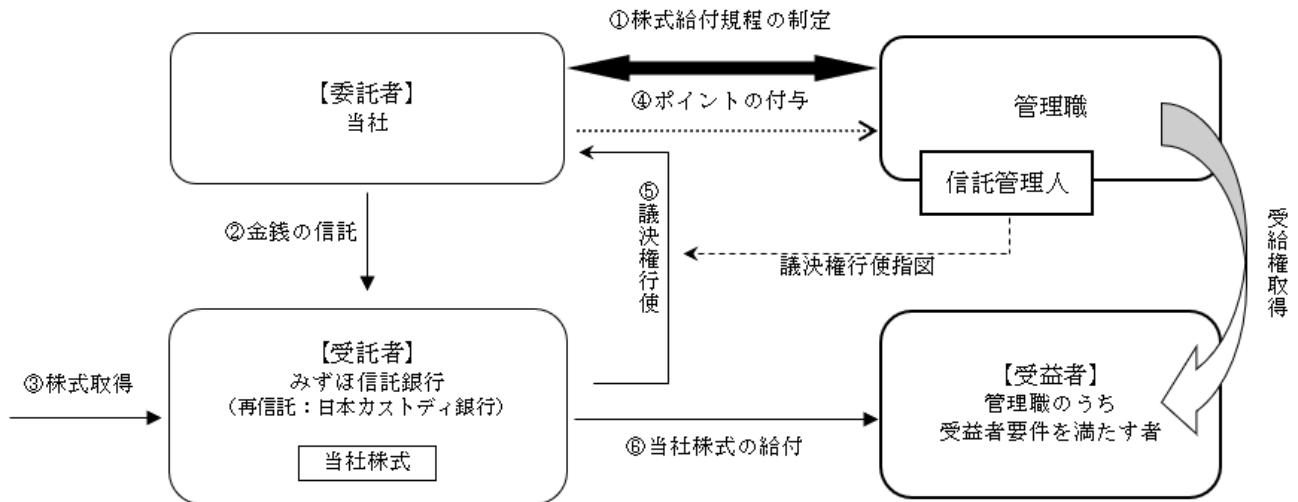 ①株式給付規程の制定
【委託者】
当社
④ポイントの付与
管理職
信託管理人
②金銭の信託
⑤議決権行使
議決権行使指図
受給権取得
③株式取得
【受託者】
みずほ信託銀行
(再信託：日本カストディ銀行)
当社株式
⑥当社株式の給付
【受益者】
管理職のうち
受益者要件を満たす者